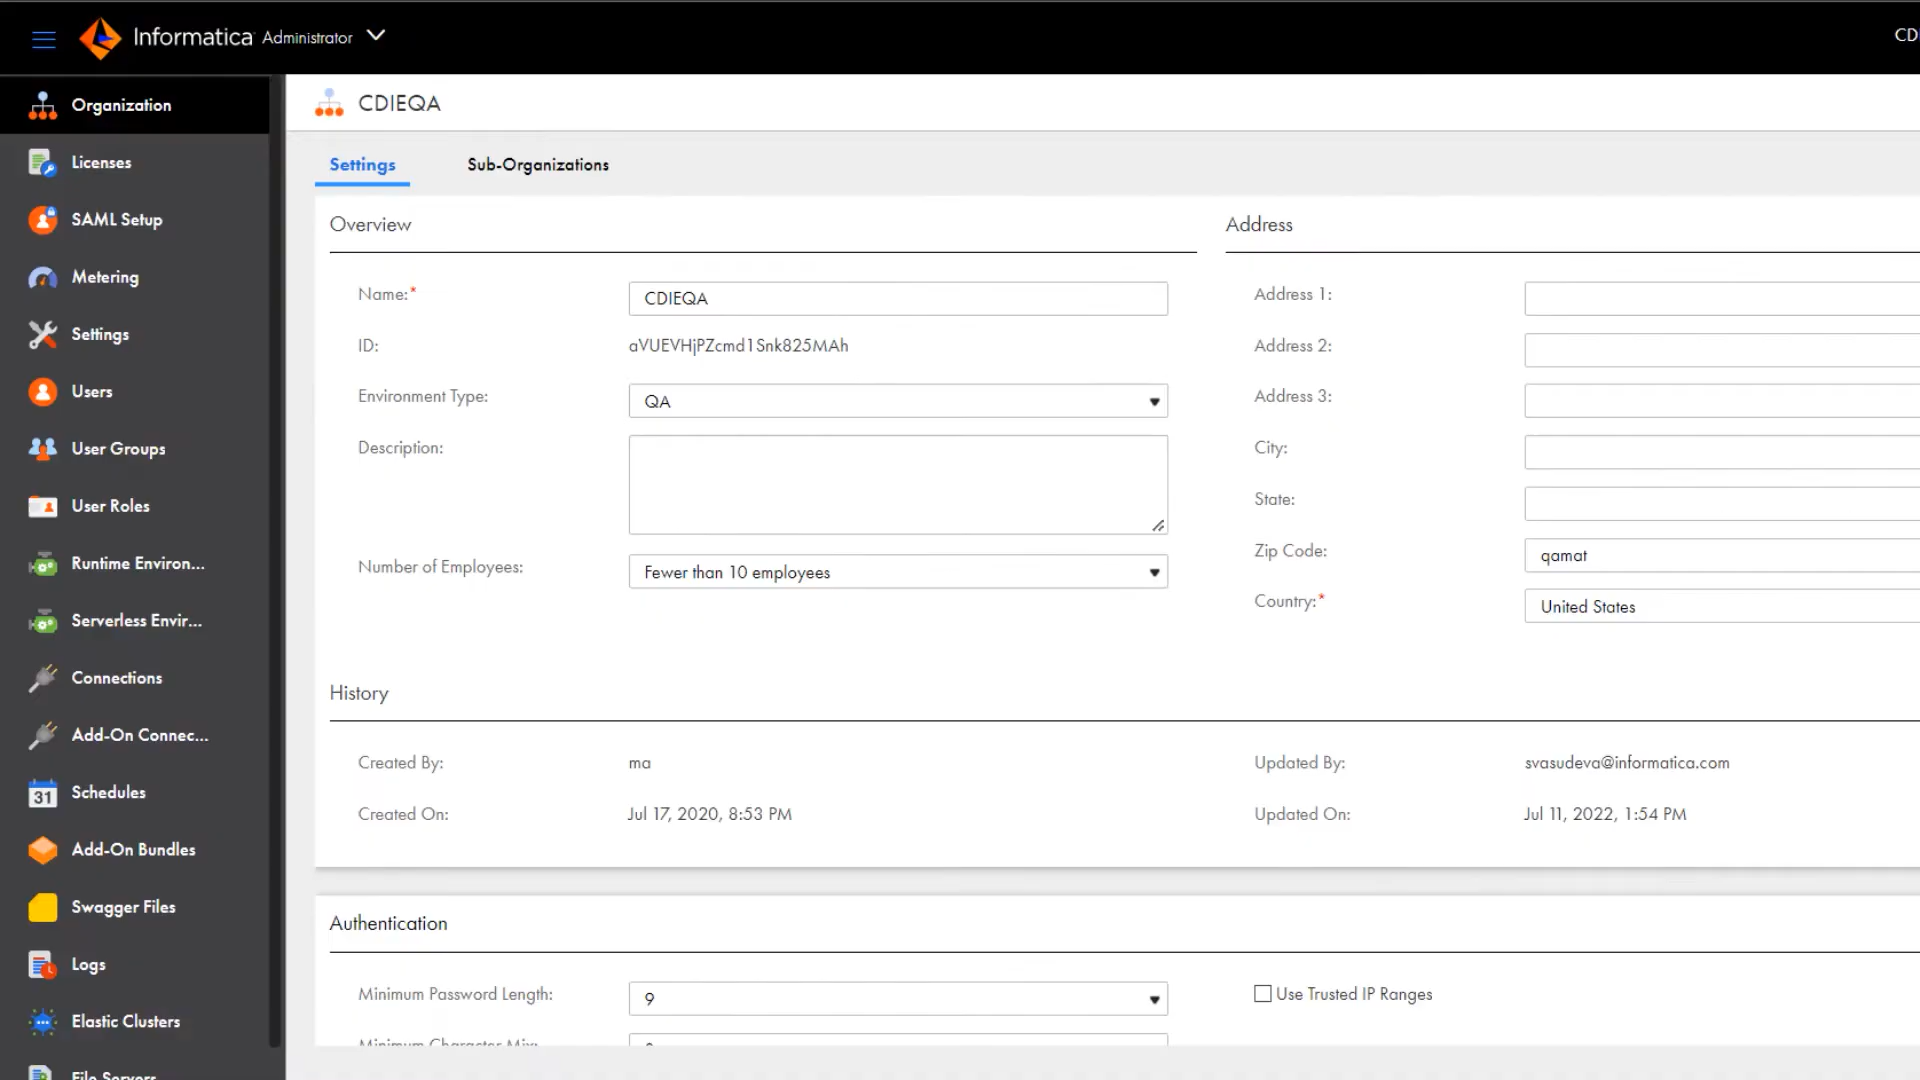 Informatica Administrator
CD
Organization
Licenses
SAML Setup
Metering
Settings
Users
User Groups
User Roles
Runtime Environ...
Serverless Envir...
Connections
Add-On Connec...
31
Schedules
Add-On Bundles
Swagger Files
Logs
Elastic Clusters
File Servers
CDIEQA
Settings Sub-Organizations
Overview
Name:* CDIEQA
ID: aVUEVHjPZcmd1Snk825MAh
Environment Type: QA
Description:
Number of Employees: Fewer than 10 employees
Address
Address 1:
Address 2:
Address 3:
City:
State:
Zip Code: qamat
Country:* United States
History
Created By: ma Updated By: svasudeva@informatica.com
Created On: Jul 17, 2020, 8:53 PM Updated On: Jul 11, 2022, 1:54 PM
Authentication
Minimum Password Length: 9 Use Trusted IP Ranges
Minimum Character Mix: